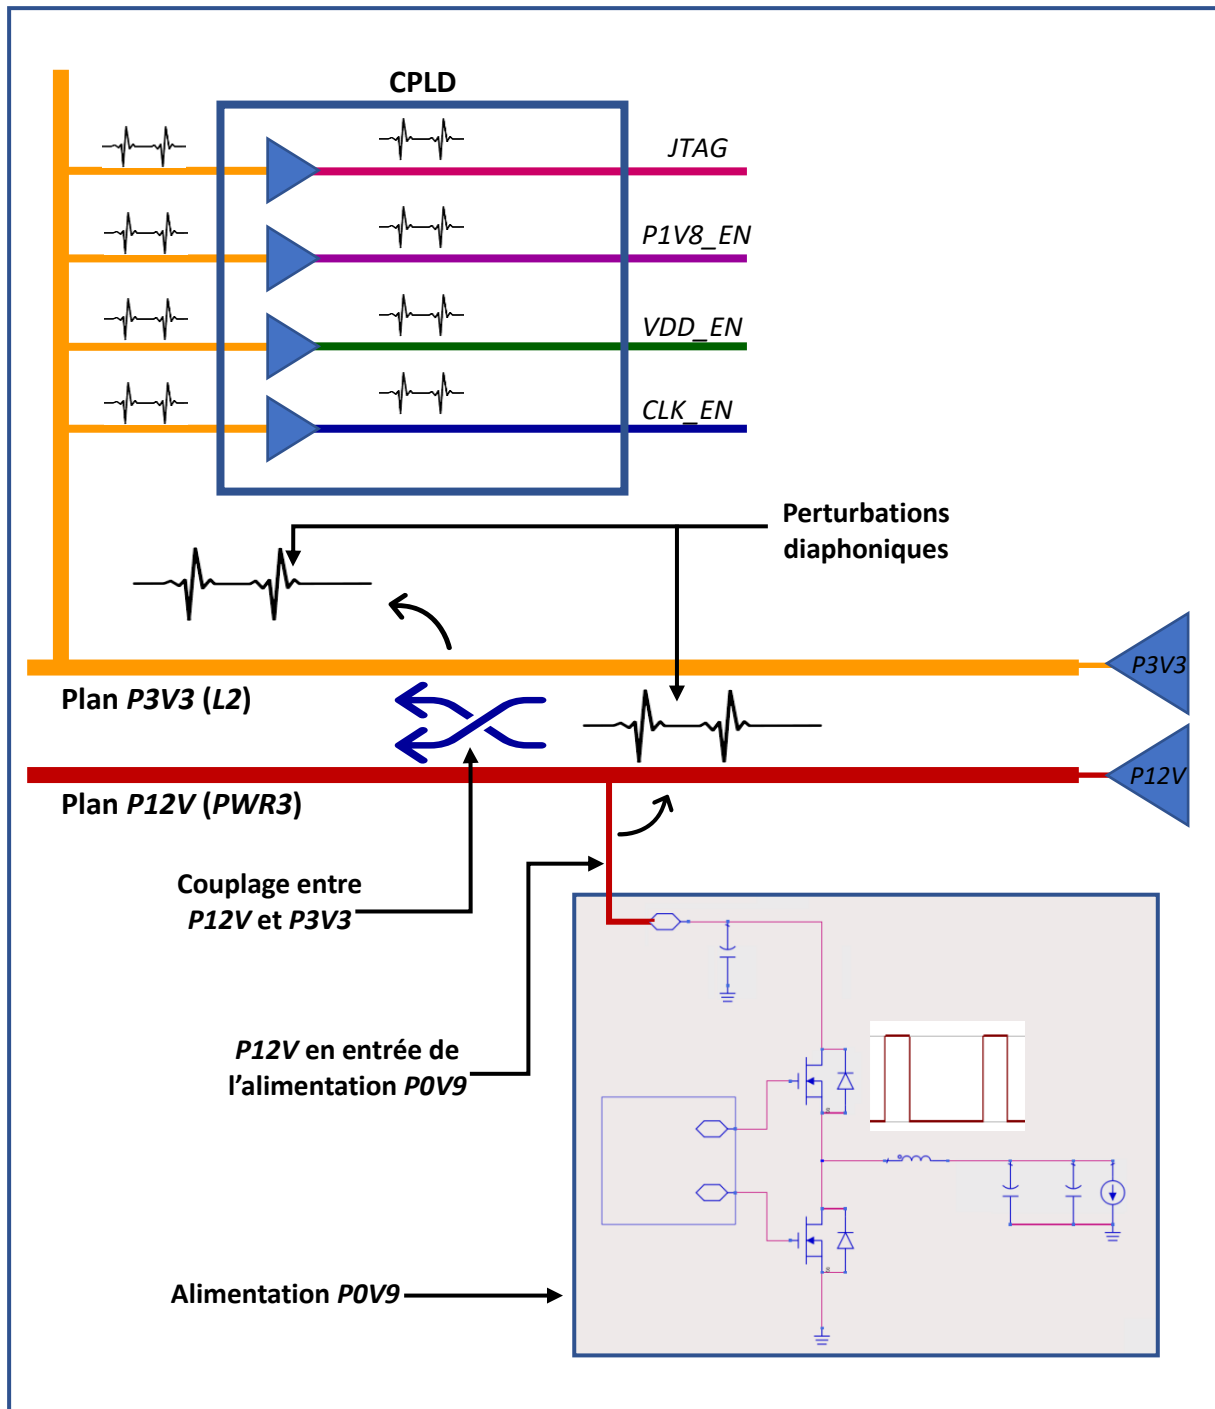 CPLD
JTAG
P1V8_EN
VDD_EN
CLK_EN
Perturbations
diaphoniques
P3V3
Plan P3V3 (L2)
P12V
Plan P12V (PWR3)
Couplage entre
P12V et P3V3
P12V en entrée de
l'alimentation P0V9
Alimentation P0V9